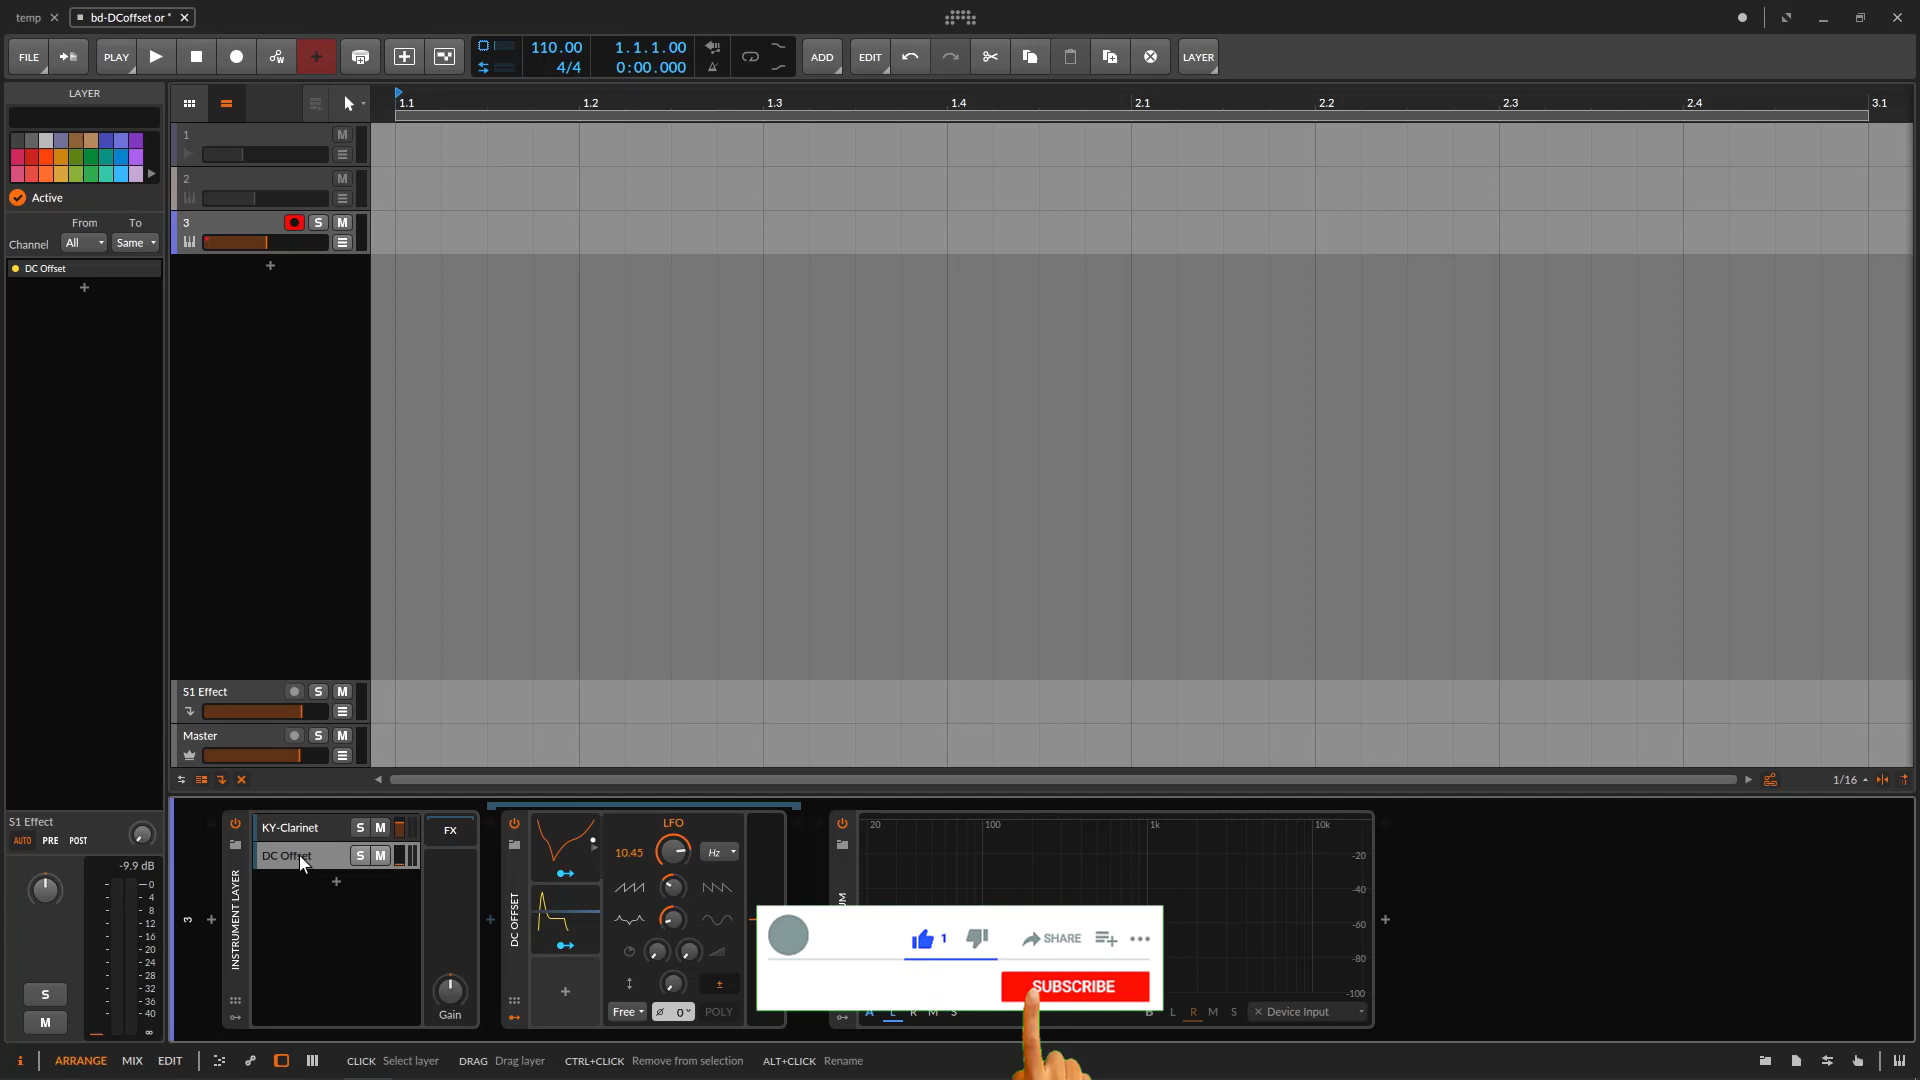 temp
bd-DCoffset or *
FILE
PLAY
110.00
4/4
1.1.1.00
0:00.000
ADD
EDIT
LAYER
LAYER
Active
From To
Channel All Same
DC Offset
1.1 1.2 1.3 1.4 2.1 2.2 2.3 2.4 3.1
1 M
2 M
3 S M
S1 Effect S M
Master S M
1/16
S1 Effect
AUTO PRE POST
-9.9 dB
0
4
8
12
16
20
24
28
32
36
40
∞
S
M
3
INSTRUMENT LAYER
KY-Clarinet S M
DC Offset S M
FX
Gain
DC OFFSET
LFO
10.45 Hz
±
Free ø 0° POLY
20 100 1k 10k
-20
-40
-60
-80
-100
UM
1 SHARE
SUBSCRIBE
A L R M S
B L R M S
Device Input
i ARRANGE MIX EDIT
CLICK Select layer DRAG Drag layer CTRL+CLICK Remove from selection ALT+CLICK Rename